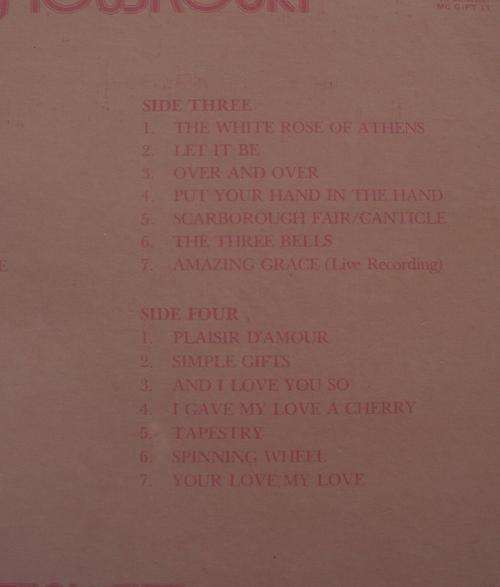 MC GIFT 11
SIDE THREE
1. THE WHITE ROSE OF ATHENS
2. LET IT BE
3. OVER AND OVER
4. PUT YOUR HAND IN THE HAND
5. SCARBOROUGH FAIR/CANTICLE
6. THE THREE BELLS
7. AMAZING GRACE (Live Recording)
E
SIDE FOUR
1. PLAISIR D'AMOUR
2. SIMPLE GIFTS
3. AND I LOVE YOU SO
4. I GAVE MY LOVE A CHERRY
5. TAPESTRY
6. SPINNING WHEEL
7. YOUR LOVE, MY LOVE